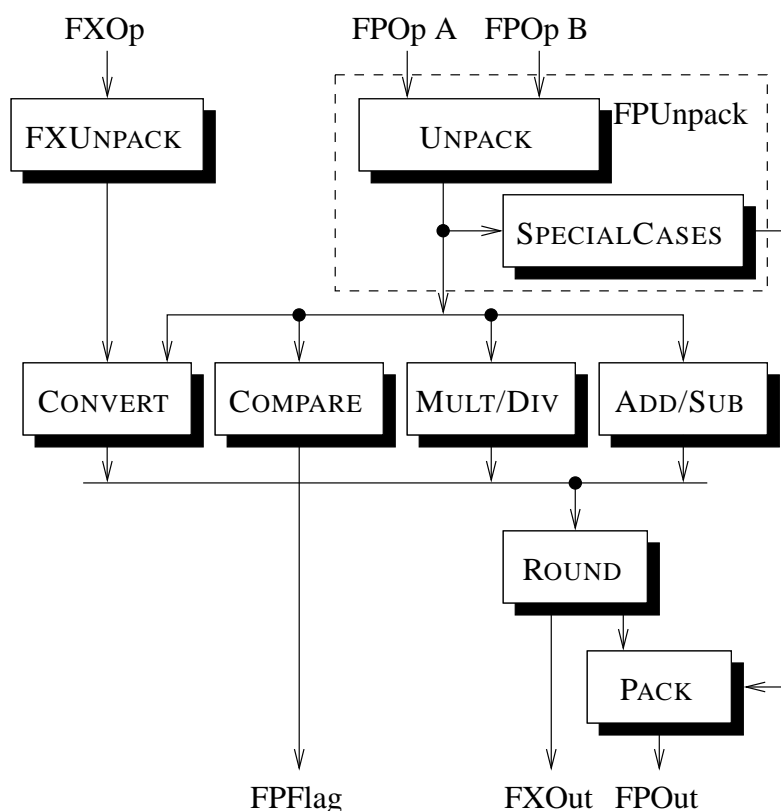 FXOp
FPOp A
FPOp B
FXUNPACK
UNPACK
FPUnpack
SPECIALCASES
CONVERT
COMPARE
MULT/DIV
ADD/SUB
ROUND
PACK
FPFlag
FXOut
FPOut